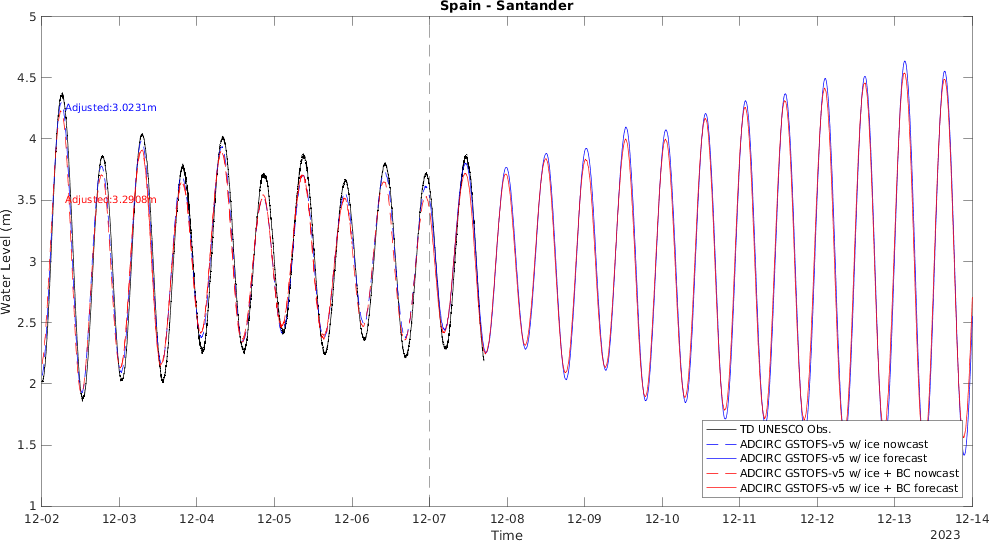 Spain - Santander
5
4.5
4
3.5
3
2.5
2
1.5
1
Water Level (m)
Adjusted:3.0231m
Adjusted:3.2908m
TD UNESCO Obs.
ADCIRC GSTOFS-v5 w/ ice nowcast
ADCIRC GSTOFS-v5 w/ ice forecast
ADCIRC GSTOFS-v5 w/ ice + BC nowcast
ADCIRC GSTOFS-v5 w/ ice + BC forecast
12-02 12-03 12-04 12-05 12-06 12-07 12-08 12-09 12-10 12-11 12-12 12-13 12-14
Time
2023